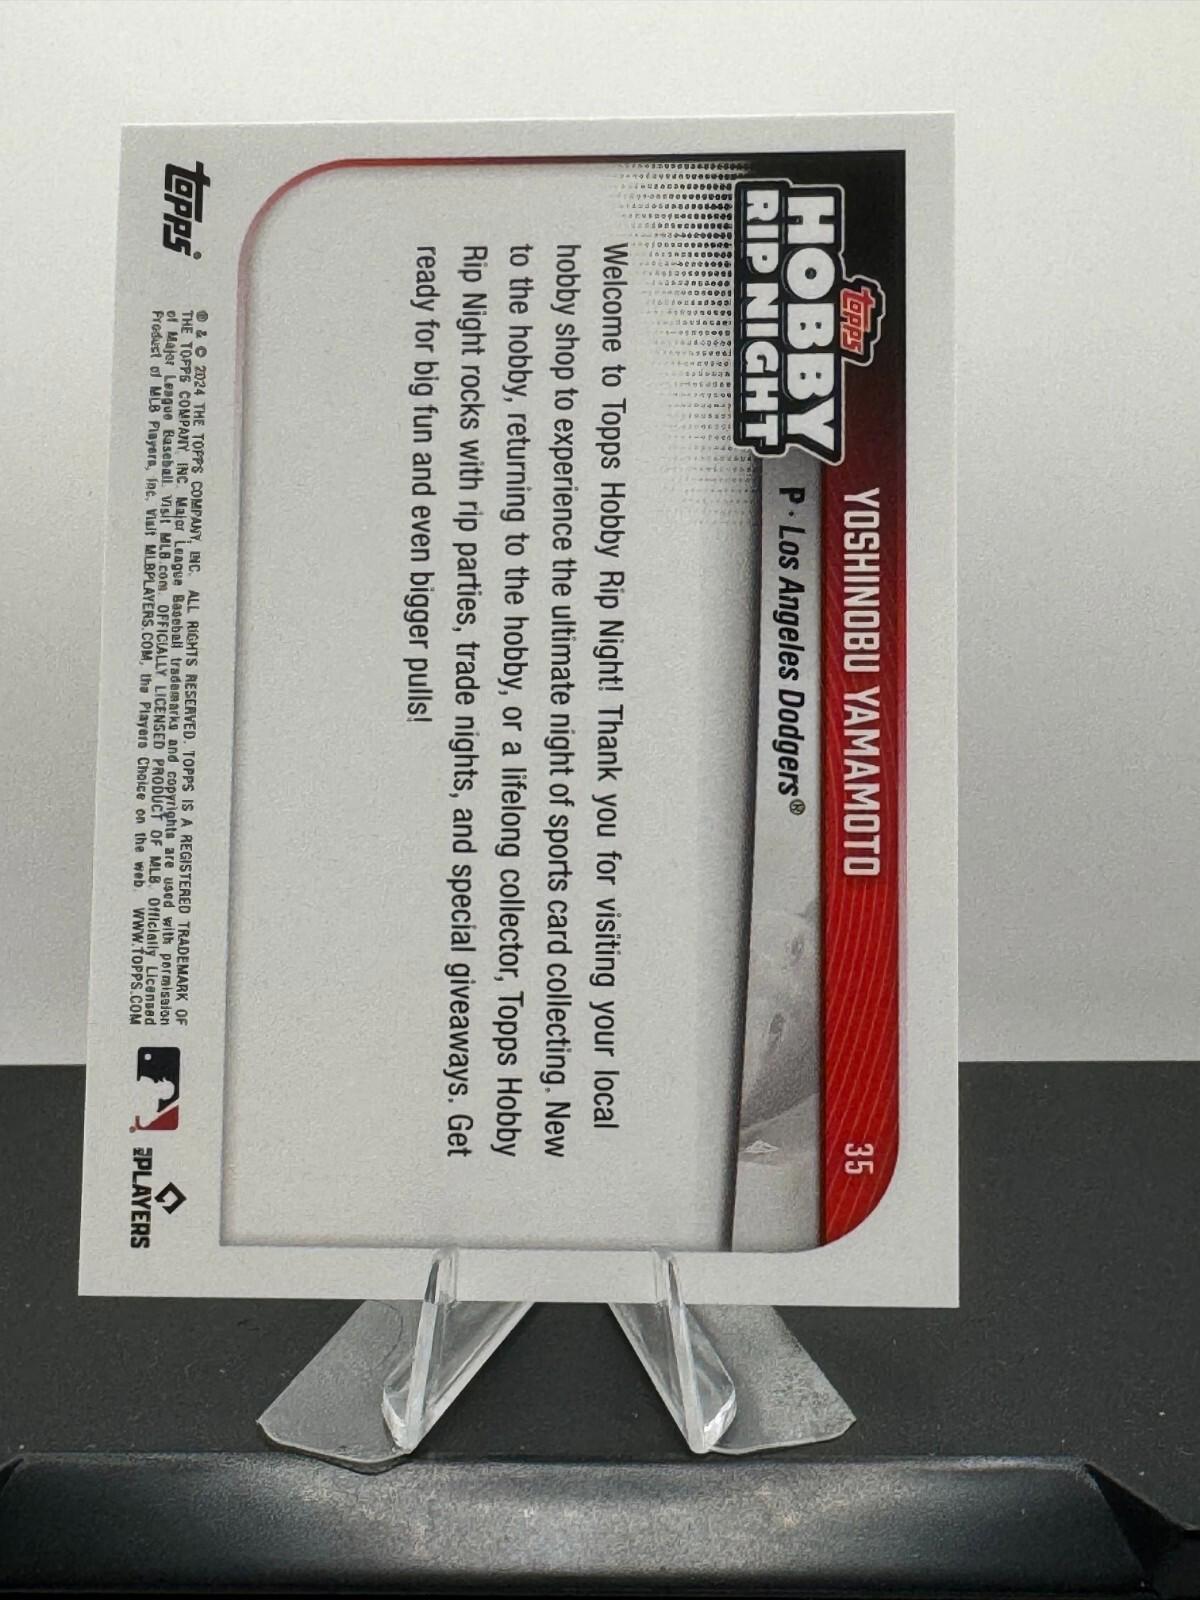 topps
HOBBY
RIP NIGHT
YOSHINOBU YAMAMOTO 35
P · Los Angeles Dodgers®
Welcome to Topps Hobby Rip Night! Thank you for visiting your local
hobby shop to experience the ultimate night of sports card collecting. New
to the hobby, returning to the hobby, or a lifelong collector, Topps Hobby
Rip Night rocks with rip parties, trade nights, and special giveaways. Get
ready for big fun and even bigger pulls!
topps®
® & © 2024 THE TOPPS COMPANY, INC. ALL RIGHTS RESERVED. TOPPS IS A REGISTERED TRADEMARK OF
THE TOPPS COMPANY, INC. Major League Baseball trademarks and copyrights are used with permission
of Major League Baseball. Visit MLB.com. OFFICIALLY LICENSED PRODUCT OF MLB. Officially Licensed
Product of MLB Players, Inc. Visit MLBPLAYERS.COM, the Players Choice on the web. WWW.TOPPS.COM
MLB PLAYERS